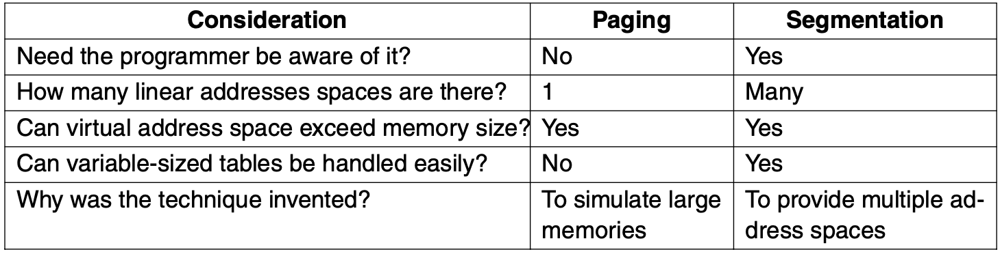 Consideration Paging Segmentation
Need the programmer be aware of it? No Yes
How many linear addresses spaces are there? 1 Many
Can virtual address space exceed memory size? Yes Yes
Can variable-sized tables be handled easily? No Yes
Why was the technique invented? To simulate large To provide multiple ad-
memories dress spaces